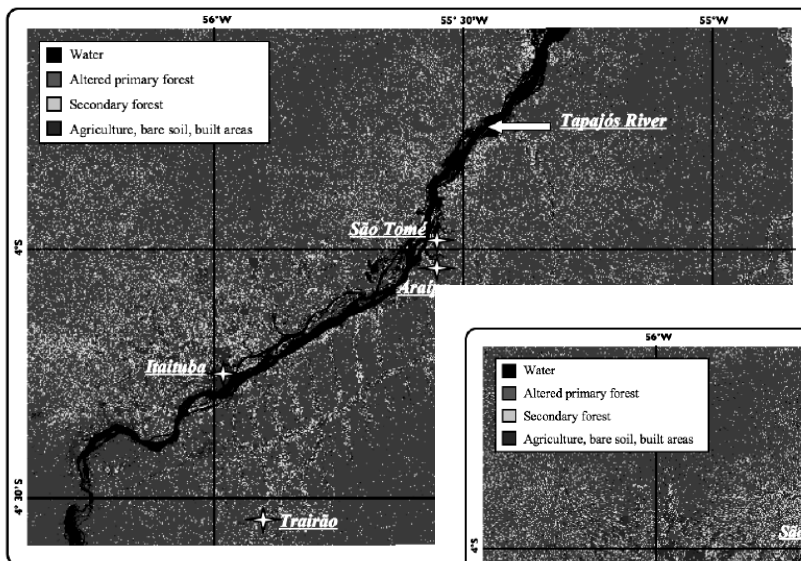 56°W
55° 30'W
55°W
Water
Altered primary forest
Secondary forest
Agriculture, bare soil, built areas
Tapajós River
São Tomé
4°S
Itaituba
4° 30'S
Trairão
56°W
Water
Altered primary forest
Secondary forest
Agriculture, bare soil, built areas
4°S